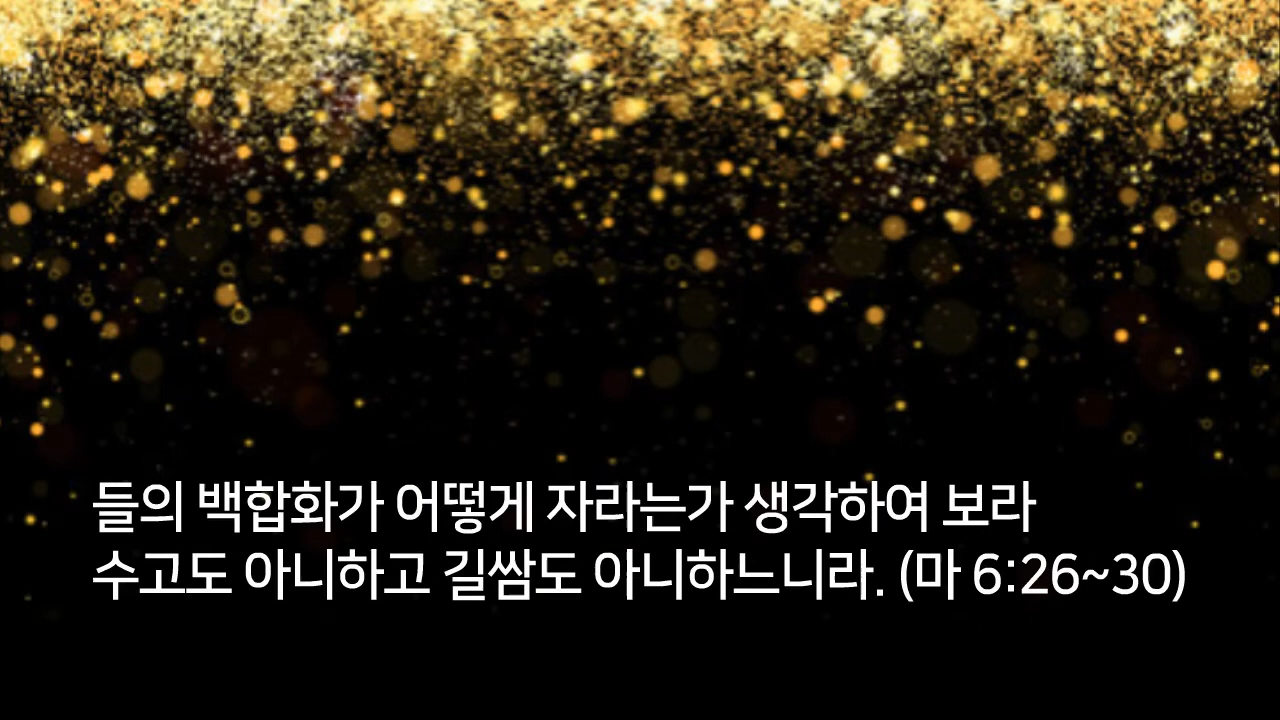 들의 백합화가 어떻게 자라는가 생각하여 보라
수고도 아니하고 길쌈도 아니하느니라. (마 6:26~30)